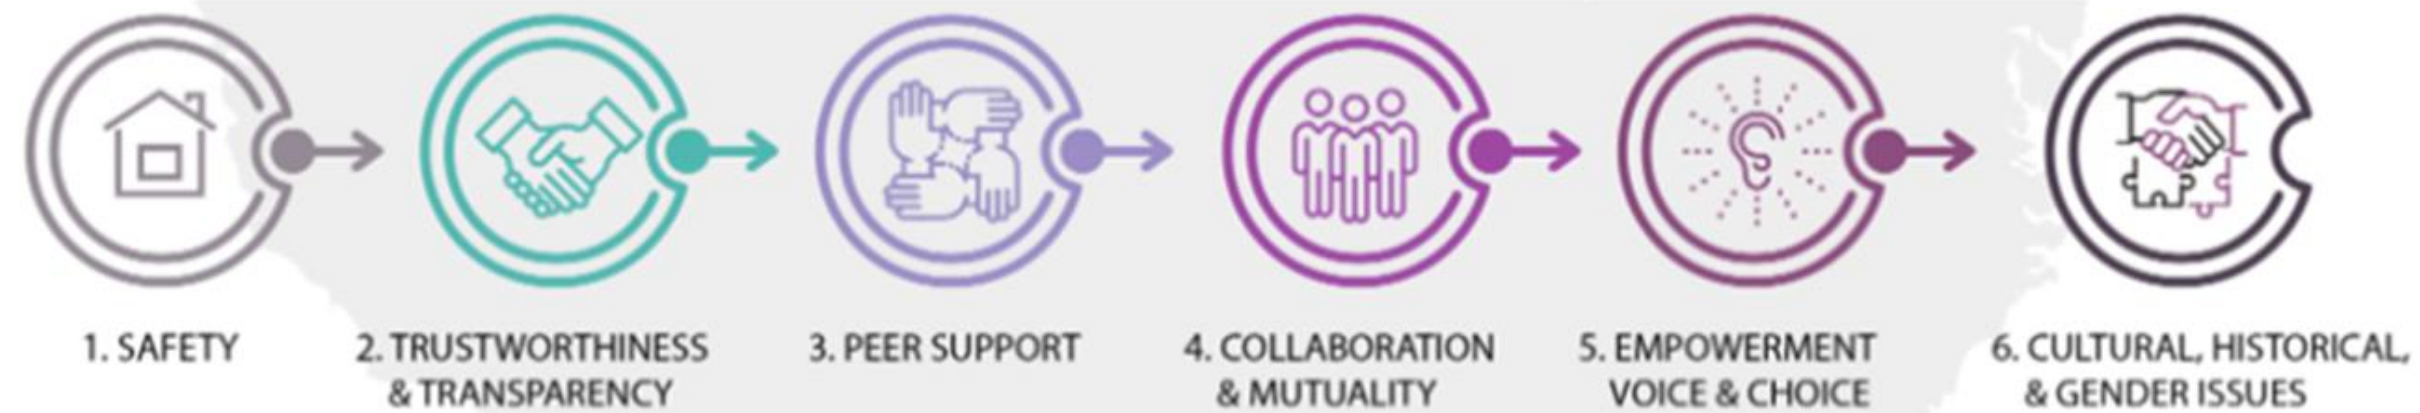 1. SAFETY
2. TRUSTWORTHINESS
& TRANSPARENCY
3. PEER SUPPORT
4. COLLABORATION
& MUTUALITY
5. EMPOWERMENT
VOICE & CHOICE
6. CULTURAL, HISTORICAL,
& GENDER ISSUES